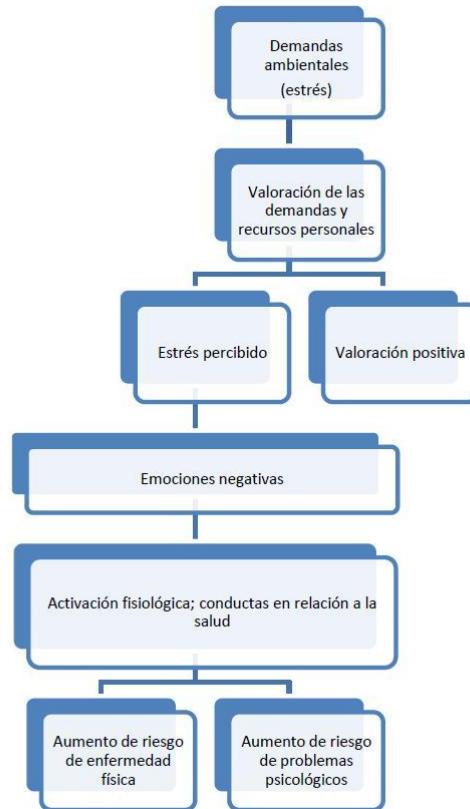 Demandas
ambientales
(estrés)
Valoración de las
demandas y
recursos personales
Estrés percibido
Valoración positiva
Emociones negativas
Activación fisiológica; conductas en relación a la
salud
Aumento de riesgo
de enfermedad
física
Aumento de riesgo
de problemas
psicológicos